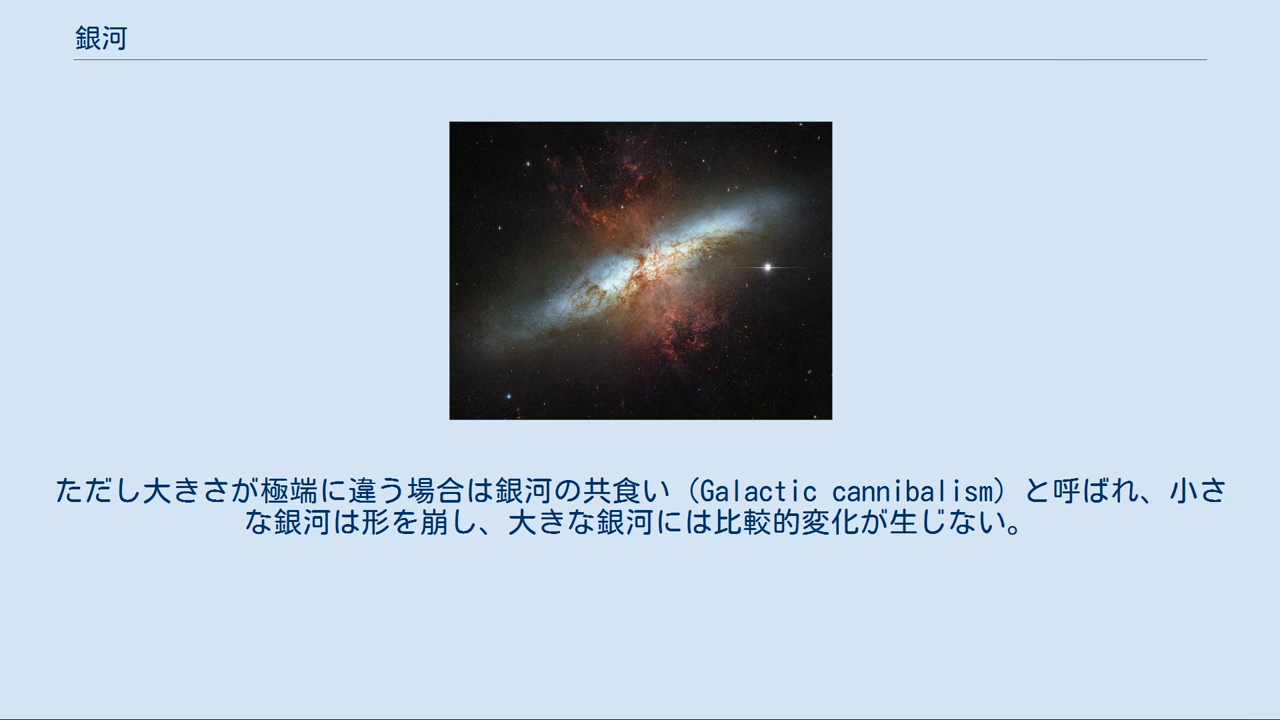 銀河
ただし大きさが極端に違う場合は銀河の共食い（Galactic cannibalism）と呼ばれ、小さ
な銀河は形を崩し、大きな銀河には比較的変化が生じない。